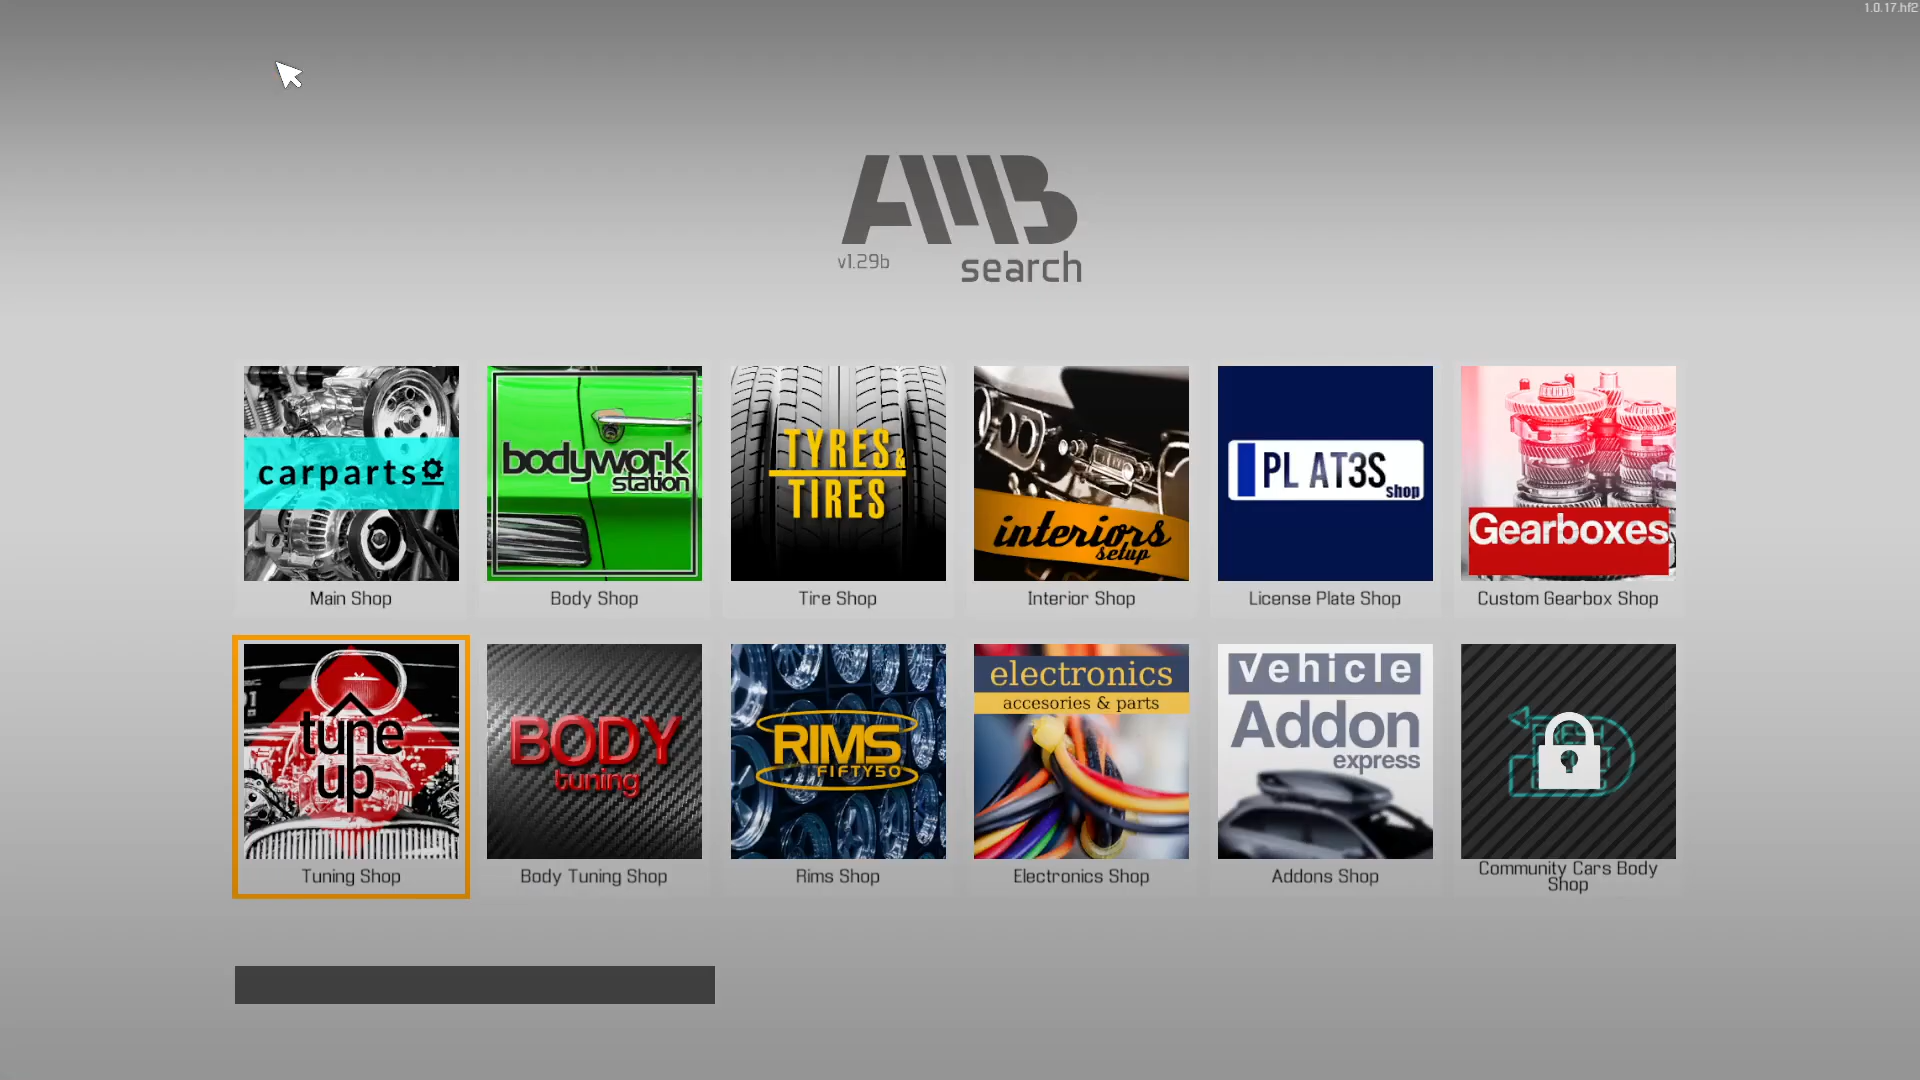 1.0.17.hf2
AMB
v1.29b
search
carparts
bodywork
station
TYRES &
TIRES
interiors
setup
PL AT3S
shop
Gearboxes
Main Shop
Body Shop
Tire Shop
Interior Shop
License Plate Shop
Custom Gearbox Shop
tune
up
BODY
tuning
RIMS
FIFTY50
electronics
accesories & parts
vehicle
Addon
express
Tuning Shop
Body Tuning Shop
Rims Shop
Electronics Shop
Addons Shop
Community Cars Body
Shop